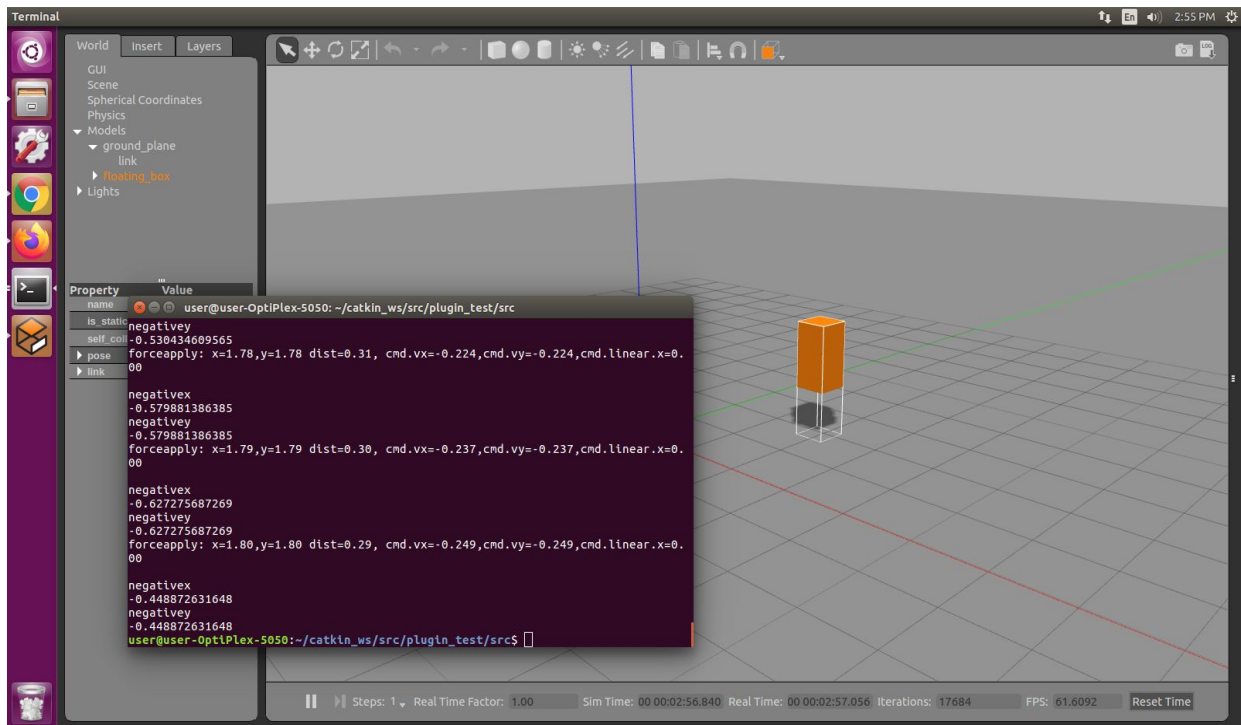 Terminal
En
2:55 PM
World Insert Layers
GUI
Scene
Spherical Coordinates
Physics
Models
ground_plane
link
floating_box
Lights
Property Value
name
is_static
self_coll
pose
link
LOG
user@user-OptiPlex-5050: ~/catkin_ws/src/plugin_test/src
negativey
-0.530434609565
forceapply: x=1.78,y=1.78 dist=0.31, cmd.vx=-0.224,cmd.vy=-0.224,cmd.linear.x=0.
00
negativex
-0.579881386385
negativey
-0.579881386385
forceapply: x=1.79,y=1.79 dist=0.30, cmd.vx=-0.237,cmd.vy=-0.237,cmd.linear.x=0.
00
negativex
-0.627275687269
negativey
-0.627275687269
forceapply: x=1.80,y=1.80 dist=0.29, cmd.vx=-0.249,cmd.vy=-0.249,cmd.linear.x=0.
00
negativex
-0.448872631648
negativey
-0.448872631648
user@user-OptiPlex-5050:~/catkin_ws/src/plugin_test/src$
Steps: 1 Real Time Factor: 1.00 Sim Time: 00 00:02:56.840 Real Time: 00 00:02:57.056 Iterations: 17684 FPS: 61.6092 Reset Time